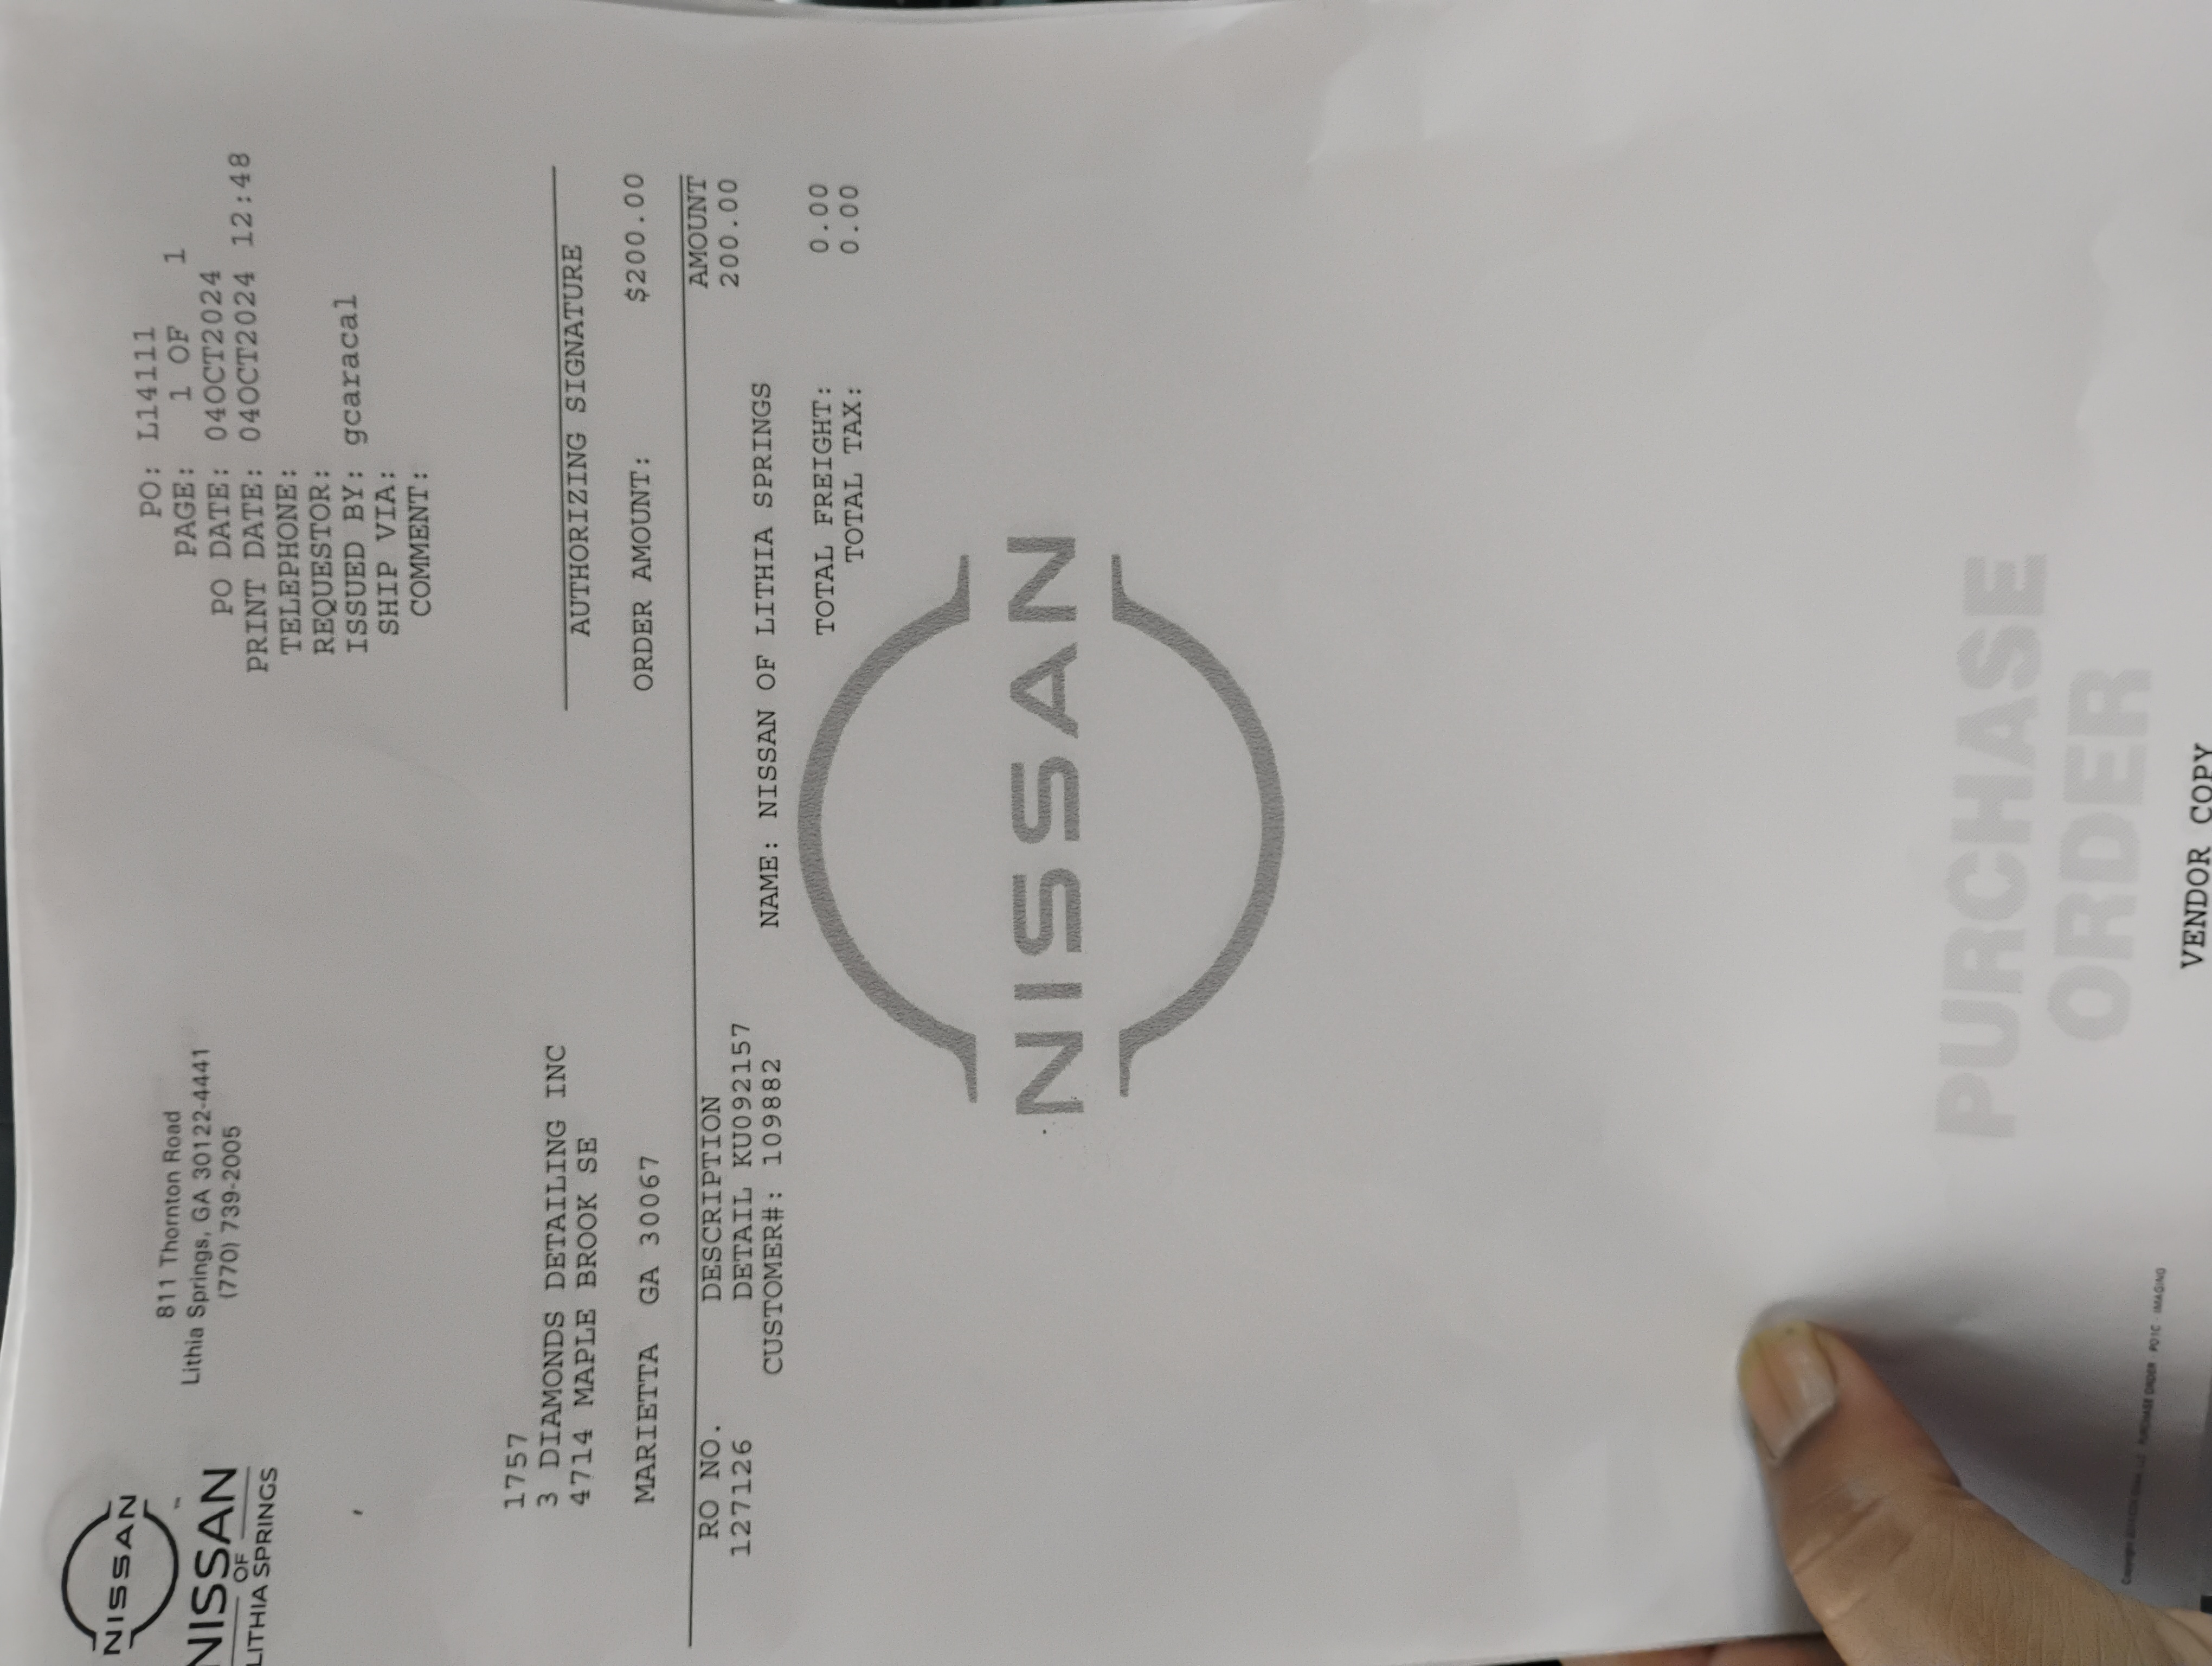 NISSAN
NISSAN
OF
LITHIA SPRINGS
811 Thornton Road
Lithia Springs, GA 30122-4441
(770) 739-2005
PO: L14111
PAGE: 1 OF 1
PO DATE: 04OCT2024
PRINT DATE: 04OCT2024 12:48
TELEPHONE:
REQUESTOR:
ISSUED BY: gcaracal
SHIP VIA:
COMMENT:
1757
3 DIAMONDS DETAILING INC
4714 MAPLE BROOK SE
MARIETTA GA 30067
AUTHORIZING SIGNATURE
ORDER AMOUNT: $200.00
RO NO. DESCRIPTION AMOUNT
127126 DETAIL KU092157 200.00
CUSTOMER#: 109882 NAME: NISSAN OF LITHIA SPRINGS
TOTAL FREIGHT: 0.00
TOTAL TAX: 0.00
NISSAN
PURCHASE
ORDER
PURCHASE ORDER - PO1C - IMAGING
VENDOR COPY